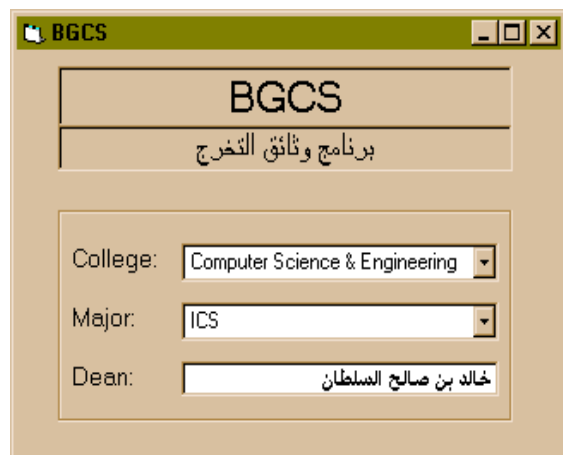 BGCS
BGCS
برنامج وثائق التخرج
College: Computer Science & Engineering
Major: ICS
Dean: خالد بن صالح السلطان